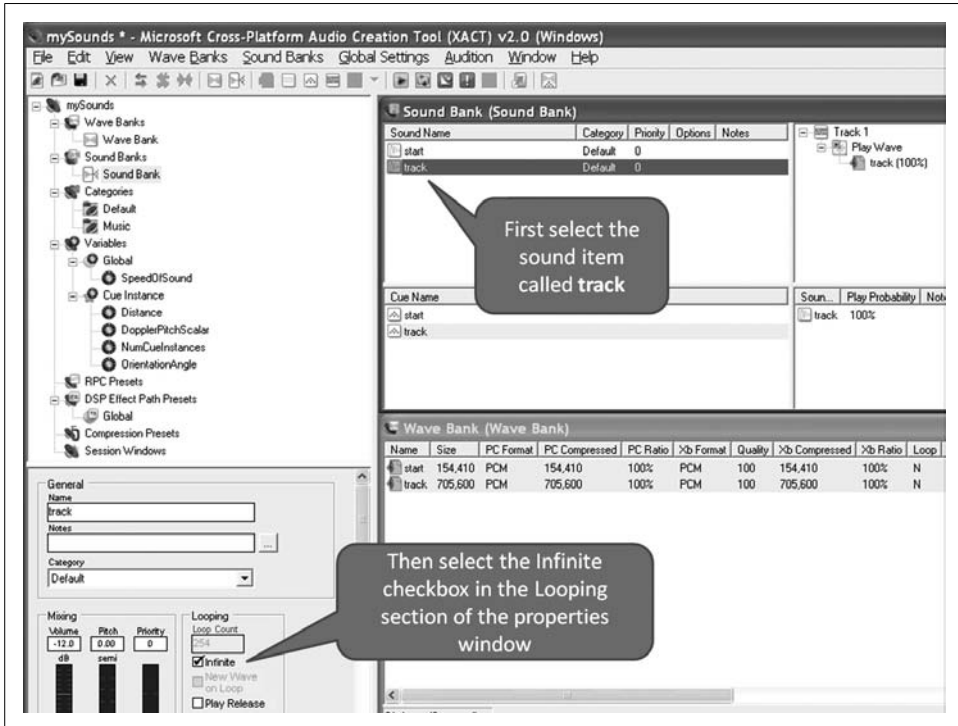 mySounds * - Microsoft Cross-Platform Audio Creation Tool (XACT) v2.0 (Windows)
File Edit View Wave Banks Sound Banks Global Settings Audition Window Help
mySounds
Wave Banks
Wave Bank
Sound Banks
Sound Bank
Categories
Default
Music
Variables
Global
SpeedOfSound
Cue Instance
Distance
DopplerPitchScalar
NumCueInstances
OrientationAngle
RPC Presets
DSP Effect Path Presets
Global
Compression Presets
Session Windows
Sound Bank (Sound Bank)
Sound Name Category Priority Options Notes
start Default 0
track Default 0
Track 1
Play Wave
track (100%)
First select the
sound item
called track
Cue Name
start
track
Soun... Play Probability Note
track 100%
Wave Bank (Wave Bank)
Name Size PC Format PC Compressed PC Ratio Xb Format Quality Xb Compressed Xb Ratio Loop
start 154,410 PCM 154,410 100% PCM 100 154,410 100% N
track 705,600 PCM 705,600 100% PCM 100 705,600 100% N
General
Name
track
Notes
...
Category
Default
Then select the Infinite
checkbox in the Looping
section of the properties
window
Mixing
Volume Pitch Priority
-12.0 0.00 0
dB semi
Looping
Loop Count
254
Infinite
New Wave
on Loop
Play Release